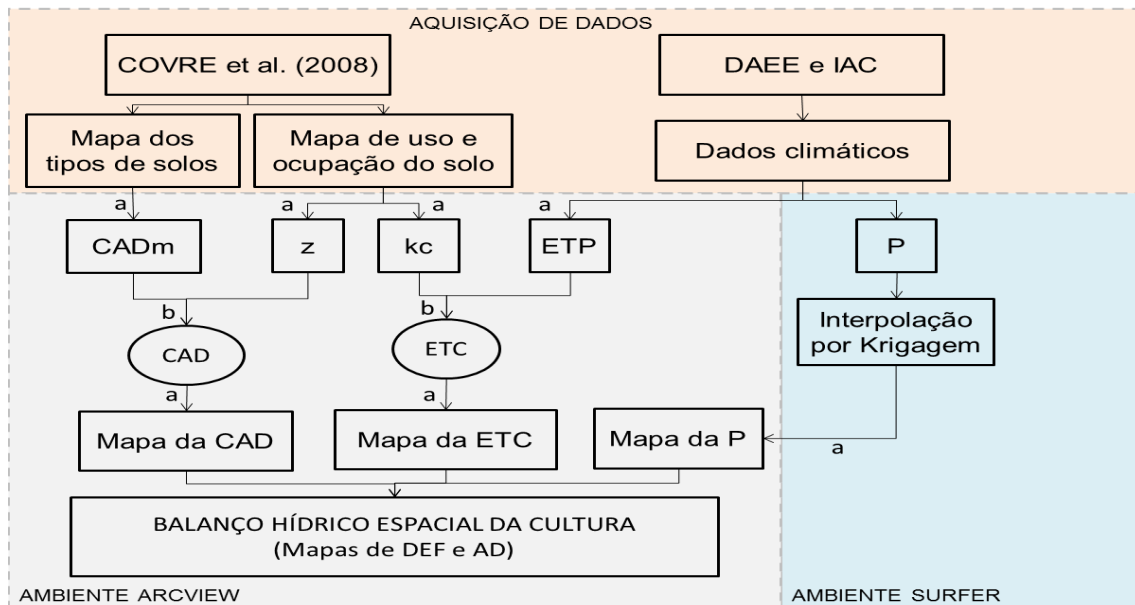 AQUISIÇÃO DE DADOS
COVRE et al. (2008)
DAEE e IAC
Mapa dos
tipos de solos
Mapa de uso e
ocupação do solo
Dados climáticos
a
a
a
a
CADm
z
kc
ETP
P
b
b
CAD
ETC
Interpolação
por Krigagem
a
a
Mapa da CAD
Mapa da ETC
Mapa da P
a
BALANÇO HÍDRICO ESPACIAL DA CULTURA
(Mapas de DEF e AD)
AMBIENTE ARCVIEW
AMBIENTE SURFER